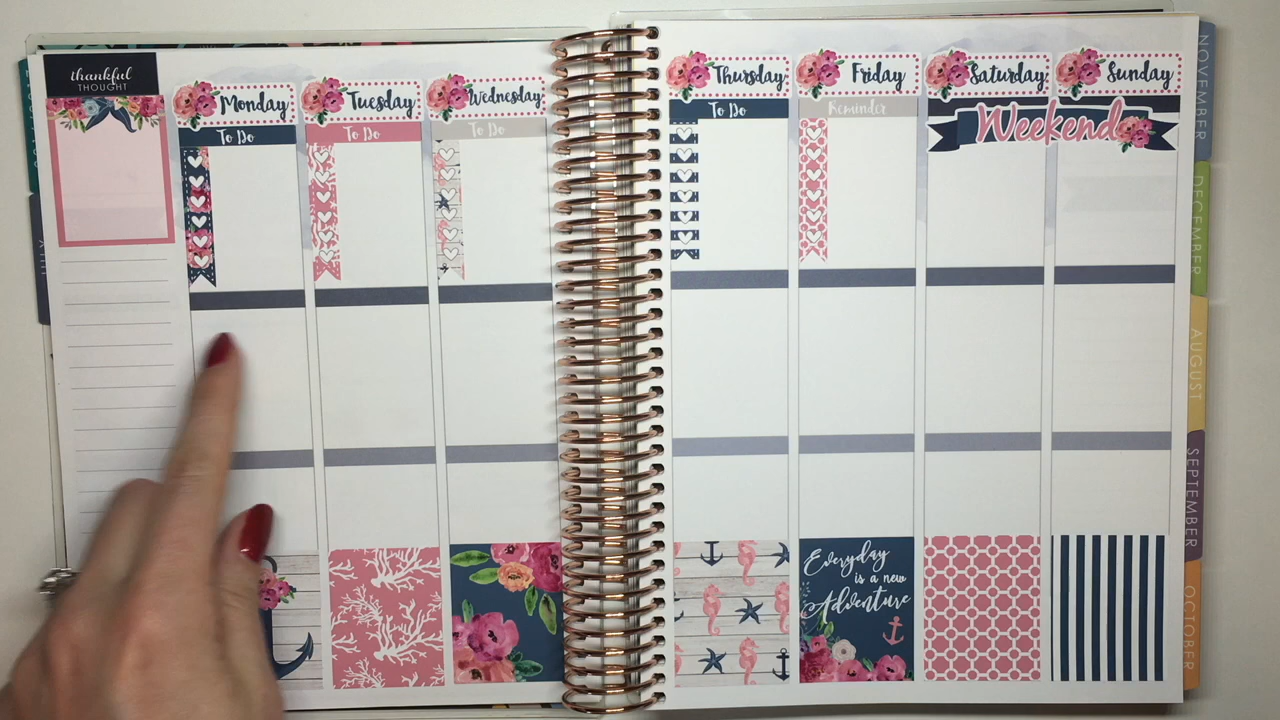 thankful
THOUGHT
Monday
To Do
Tuesday
To Do
Wednesday
To Do
Thursday
To Do
Friday
Reminder
Saturday
Sunday
Weekend
Everyday
is a new
Adventure
NOVEMBER
DECEMBER
AUGUST
SEPTEMBER
OCTOBER